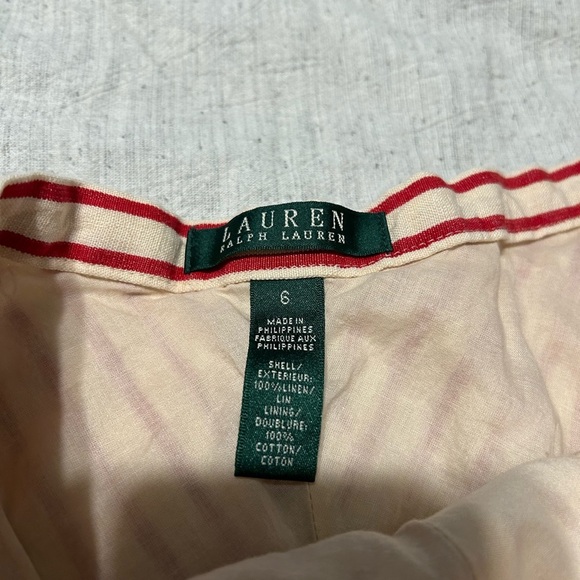 LAUREN
RALPH LAUREN
6
MADE IN
PHILIPPINES
FABRIQUE AUX
PHILIPPINES
SHELL/
EXTERIEUR:
100%LINEN/
LIN
LINING/
DOUBLURE:
100%
COTTON/
COTON